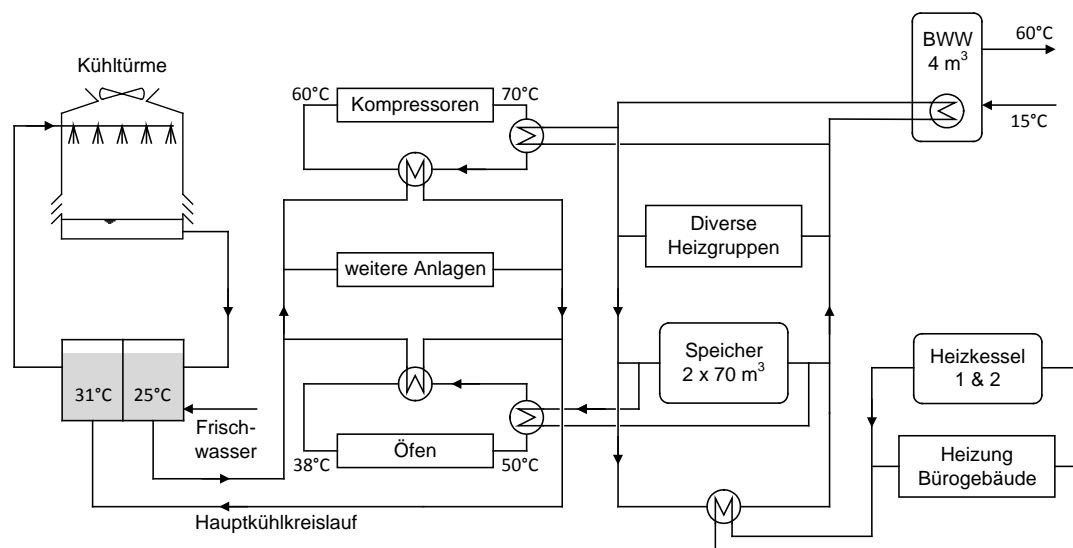 Kühltürme
60°C
Kompressoren
70°C
BWW
4 m³
60°C
15°C
Diverse
Heizgruppen
weitere Anlagen
Speicher
2 x 70 m³
Heizkessel
1 & 2
31°C
25°C
Frisch-
wasser
38°C
Öfen
50°C
Heizung
Bürogebäude
Hauptkühlkreislauf